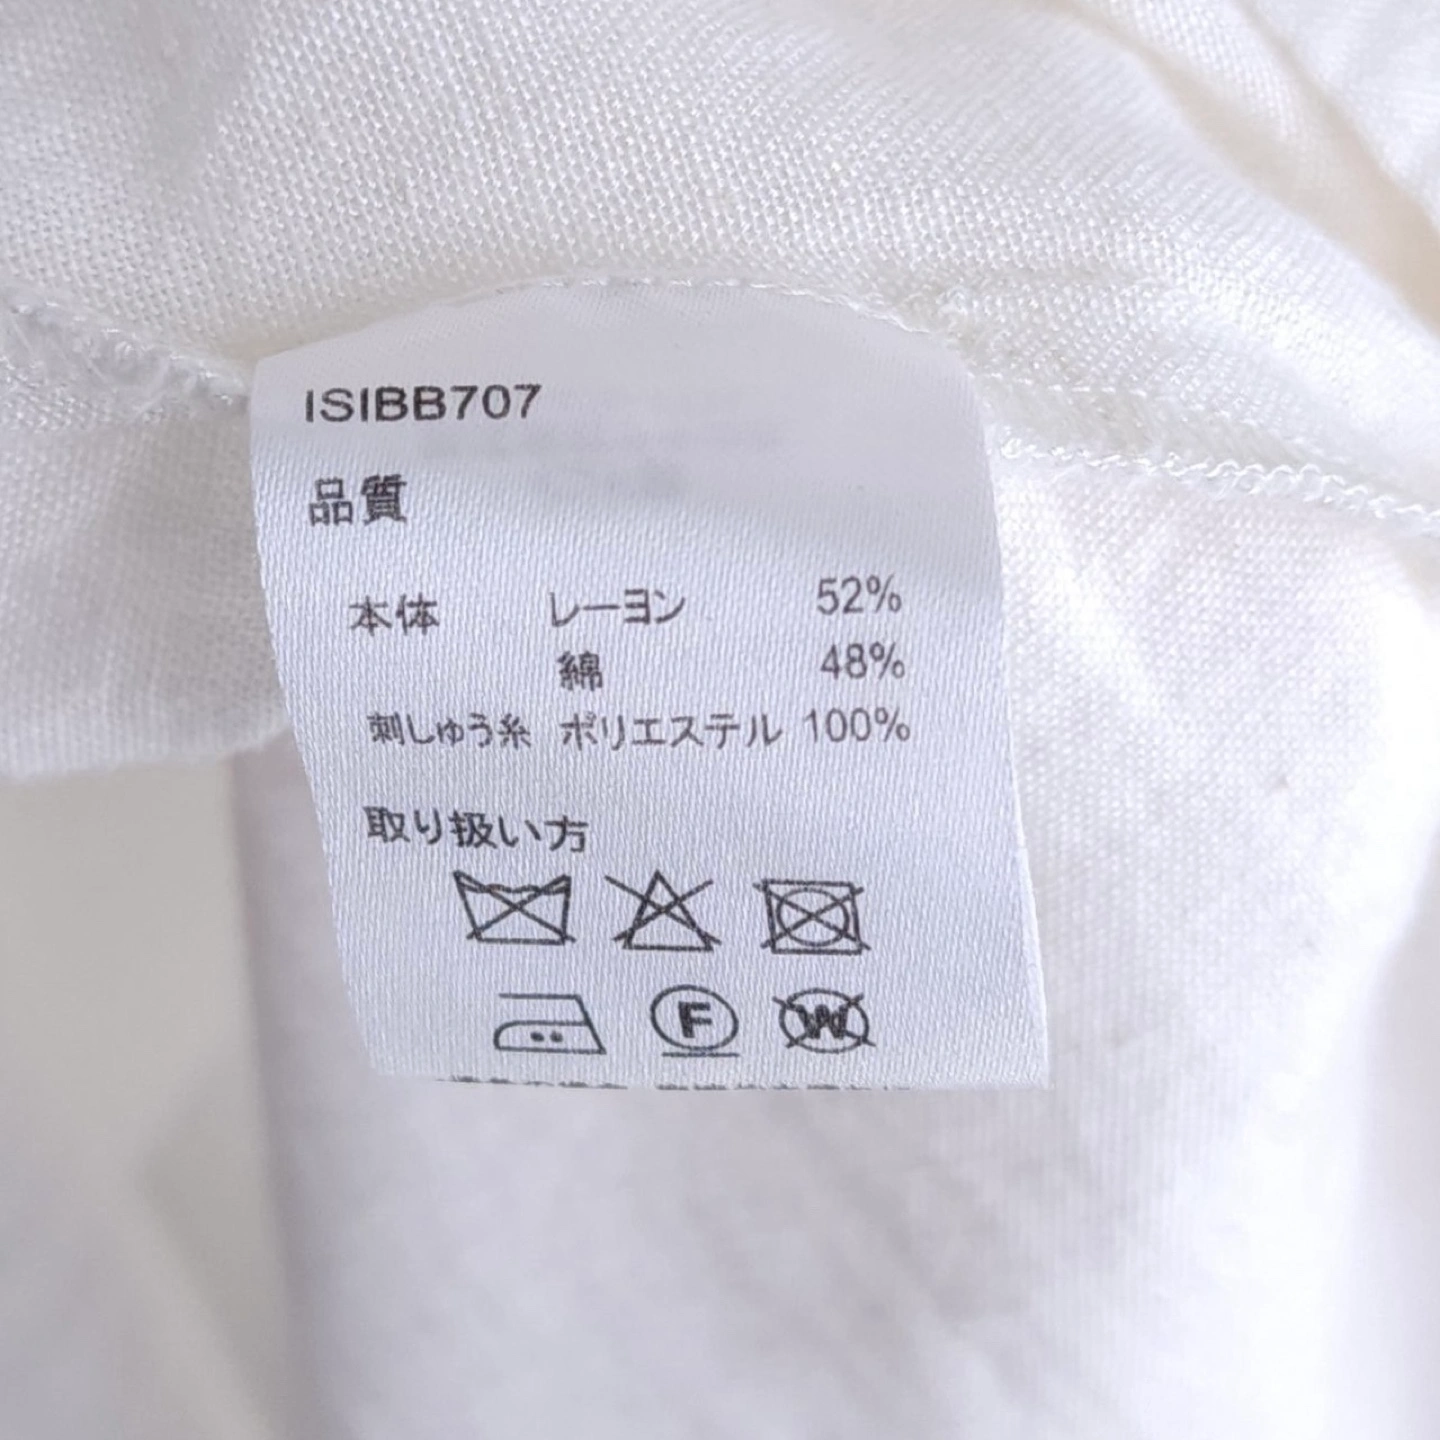 ISIBB707
品質
本体 レーヨン 52%
綿 48%
刺しゅう糸 ポリエステル 100%
取り扱い方
F W